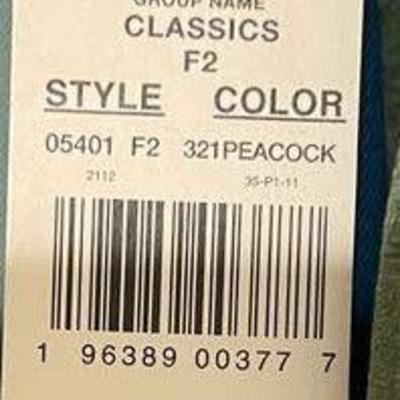 GROUP NAME
CLASSICS
F2
STYLE COLOR
05401 F2 321PEACOCK
2112 35-P1-11
1 96389 00377 7